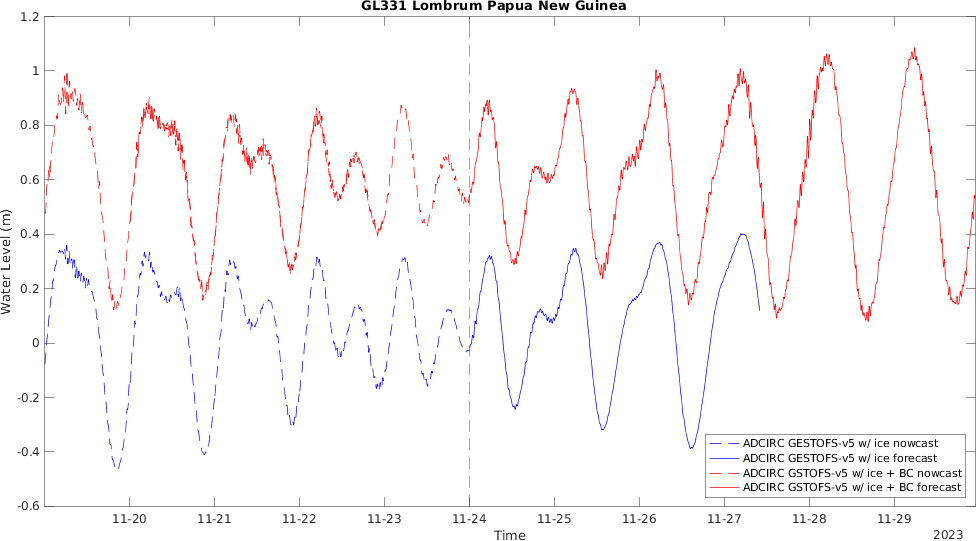 GL331 Lombrum Papua New Guinea
1.2
1
0.8
0.6
0.4
0.2
0
-0.2
-0.4
-0.6
Water Level (m)
11-20 11-21 11-22 11-23 11-24 11-25 11-26 11-27 11-28 11-29
Time
2023
ADCIRC GESTOFS-v5 w/ ice nowcast
ADCIRC GESTOFS-v5 w/ ice forecast
ADCIRC GSTOFS-v5 w/ ice + BC nowcast
ADCIRC GSTOFS-v5 w/ ice + BC forecast